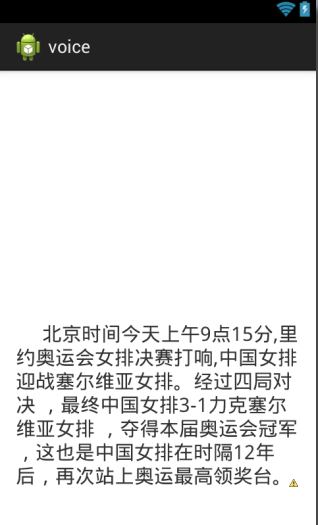 voice
北京时间今天上午9点15分,里
约奥运会女排决赛打响,中国女排
迎战塞尔维亚女排。经过四局对
决 ，最终中国女排3-1力克塞尔
维亚女排 ，夺得本届奥运会冠军
，这也是中国女排在时隔12年
后，再次站上奥运最高领奖台。